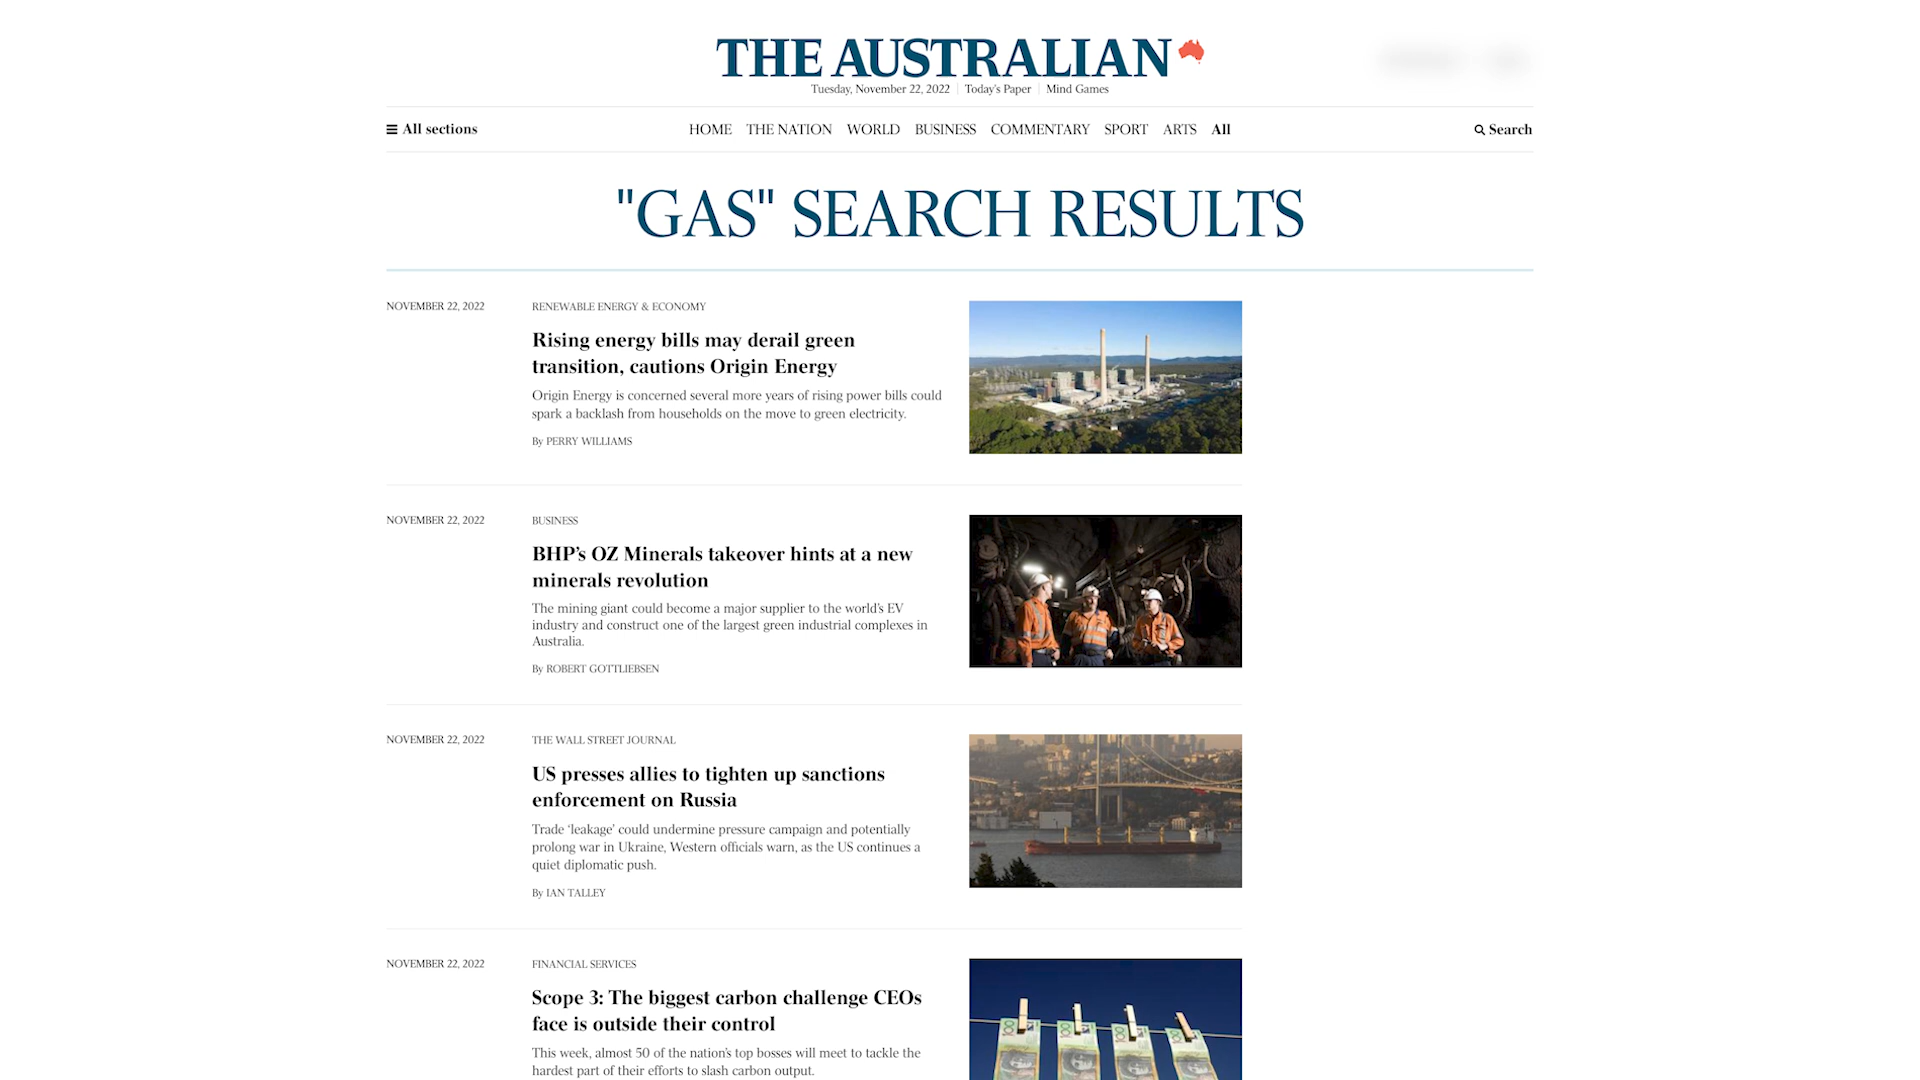 THE AUSTRALIAN
Tuesday, November 22, 2022 | Today's Paper | Mind Games
All sections
HOME THE NATION WORLD BUSINESS COMMENTARY SPORT ARTS All
Search
"GAS" SEARCH RESULTS
NOVEMBER 22, 2022
RENEWABLE ENERGY & ECONOMY
Rising energy bills may derail green
transition, cautions Origin Energy
Origin Energy is concerned several more years of rising power bills could
spark a backlash from households on the move to green electricity.
By PERRY WILLIAMS
NOVEMBER 22, 2022
BUSINESS
BHP’s OZ Minerals takeover hints at a new
minerals revolution
The mining giant could become a major supplier to the world’s EV
industry and construct one of the largest green industrial complexes in
Australia.
By ROBERT GOTTLIEBSEN
NOVEMBER 22, 2022
THE WALL STREET JOURNAL
US presses allies to tighten up sanctions
enforcement on Russia
Trade ‘leakage’ could undermine pressure campaign and potentially
prolong war in Ukraine, Western officials warn, as the US continues a
quiet diplomatic push.
By IAN TALLEY
NOVEMBER 22, 2022
FINANCIAL SERVICES
Scope 3: The biggest carbon challenge CEOs
face is outside their control
This week, almost 50 of the nation’s top bosses will meet to tackle the
hardest part of their efforts to slash carbon output.
100 100 100 100